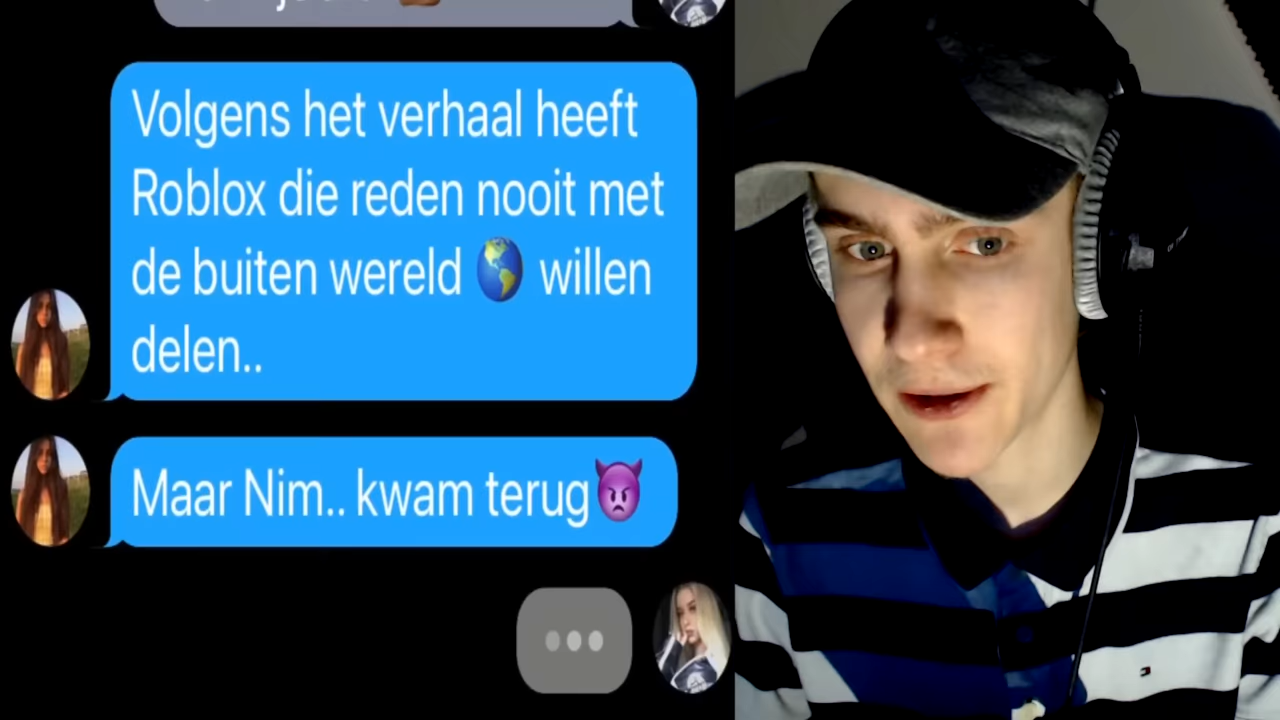 Volgens het verhaal heeft
Roblox die reden nooit met
de buiten wereld 🌎 willen
delen..
Maar Nim.. kwam terug👿